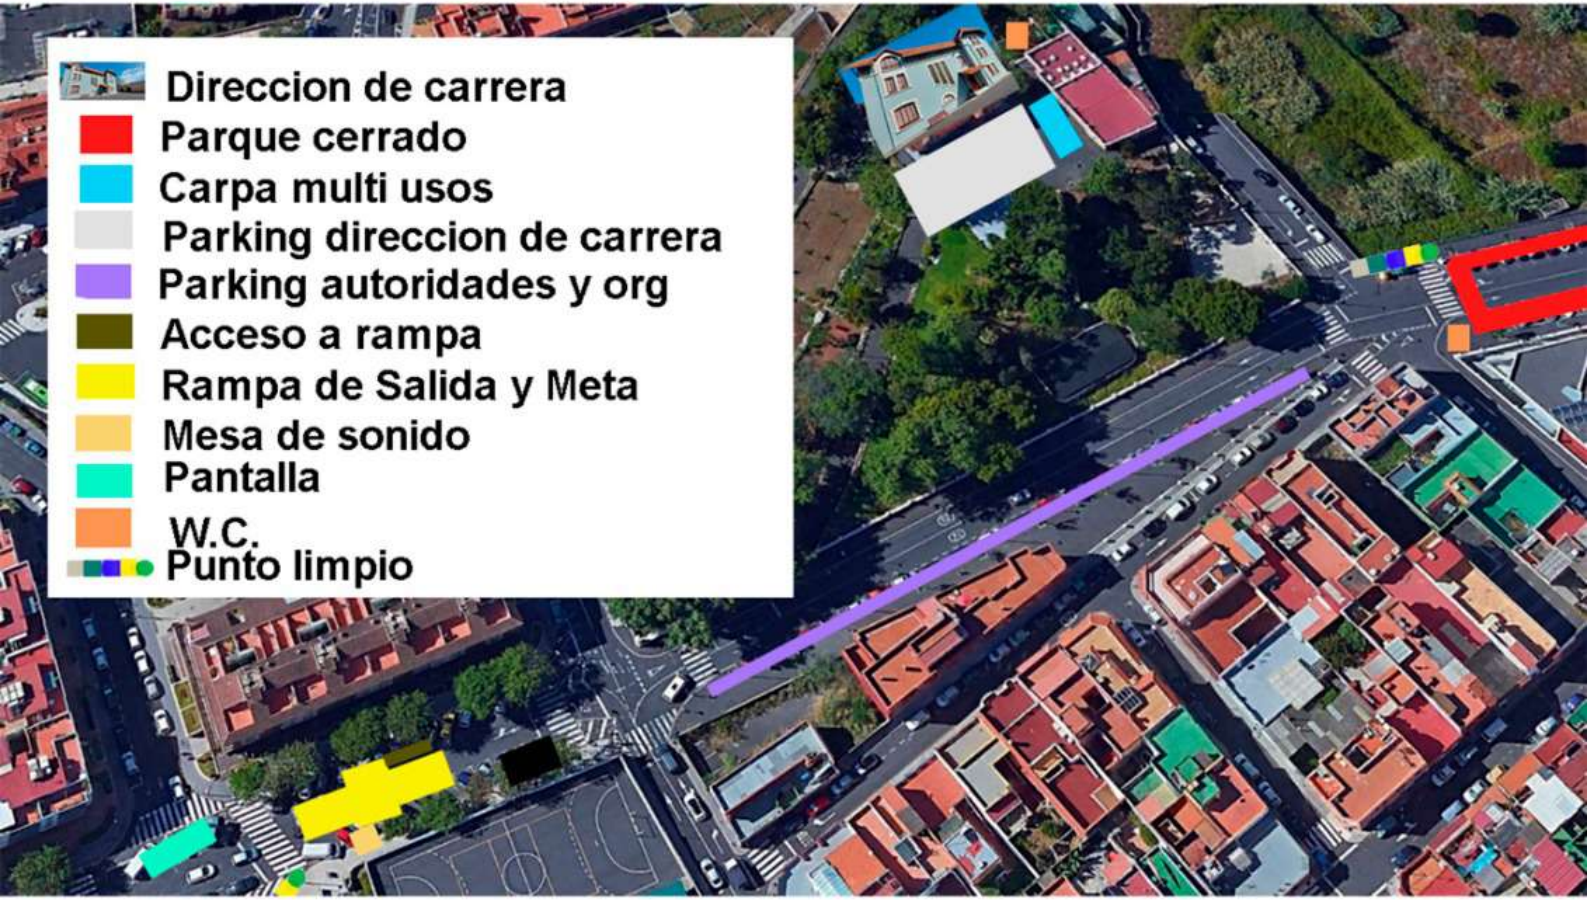 Direccion de carrera
Parque cerrado
Carpa multi usos
Parking direccion de carrera
Parking autoridades y org
Acceso a rampa
Rampa de Salida y Meta
Mesa de sonido
Pantalla
W.C.
Punto limpio